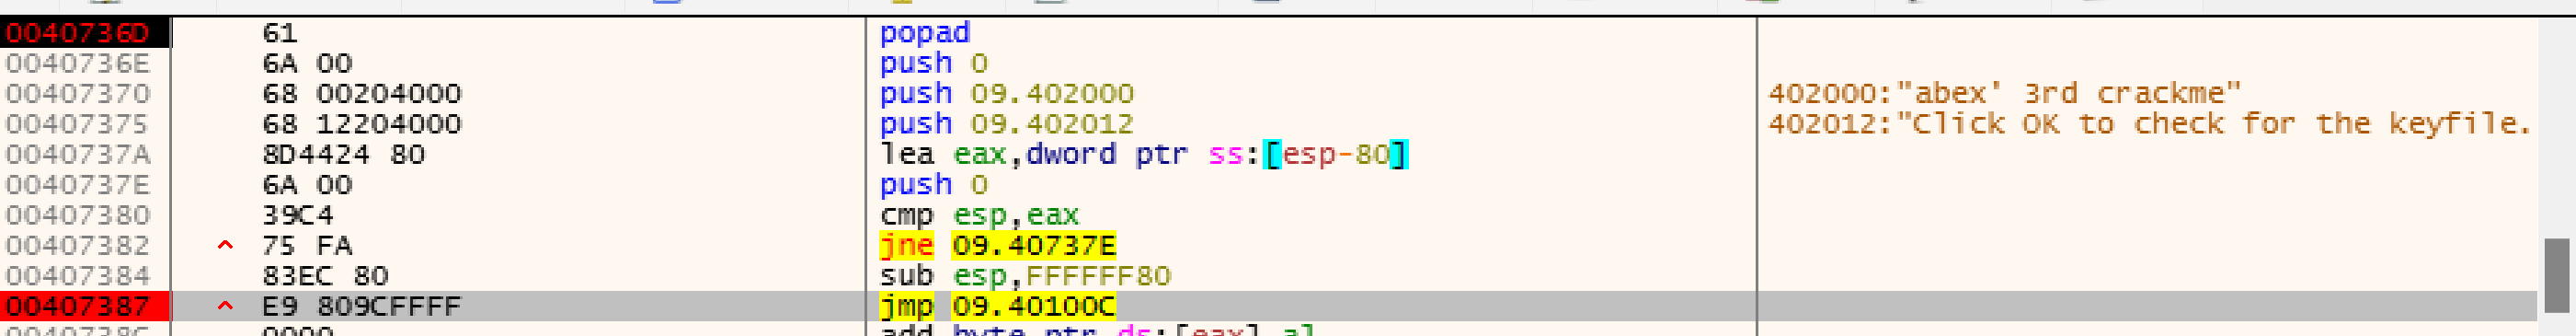 0040736D 61 popad
0040736E 6A 00 push 0
00407370 68 00204000 push 09.402000 402000:"abex' 3rd crackme"
00407375 68 12204000 push 09.402012 402012:"Click OK to check for the keyfile.
0040737A 8D4424 80 lea eax,dword ptr ss:[esp-80]
0040737E 6A 00 push 0
00407380 39C4 cmp esp,eax
00407382 ^ 75 FA jne 09.40737E
00407384 83EC 80 sub esp,FFFFFF80
00407387 ^ E9 809CFFFF jmp 09.40100C
0040738C 0000 add byte ptr ds:[eax],al